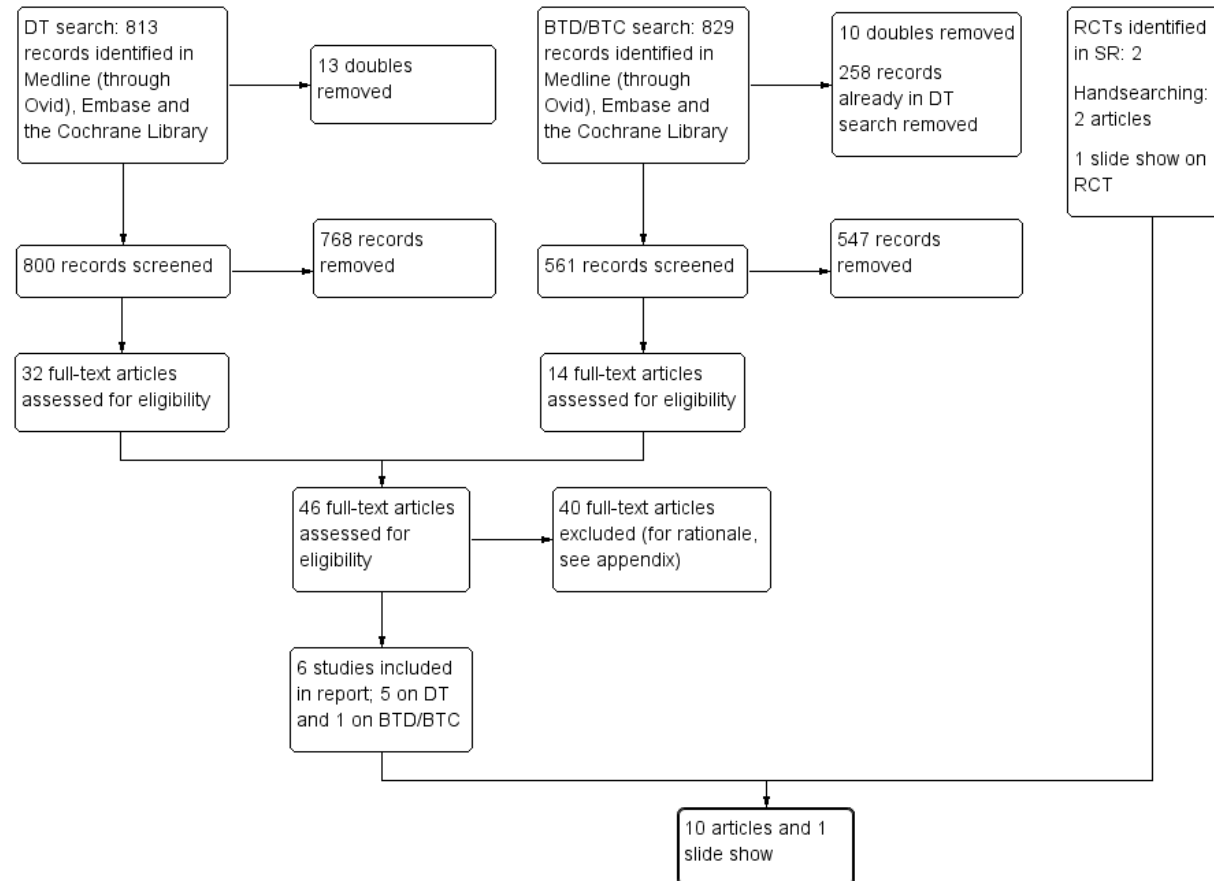 DT search: 813
records identified in
Medline (through
Ovid), Embase and
the Cochrane Library
13 doubles
removed
BTD/BTC search: 829
records identified in
Medline (through
Ovid), Embase and
the Cochrane Library
10 doubles removed
258 records
already in DT
search removed
RCTs identified
in SR: 2
Handsearching:
2 articles
1 slide show on
RCT
800 records screened
768 records
removed
561 records screened
547 records
removed
32 full-text articles
assessed for eligibility
14 full-text articles
assessed for eligibility
46 full-text articles
assessed for
eligibility
40 full-text articles
excluded (for rationale,
see appendix)
6 studies included
in report; 5 on DT
and 1 on BTD/BTC
10 articles and 1
slide show